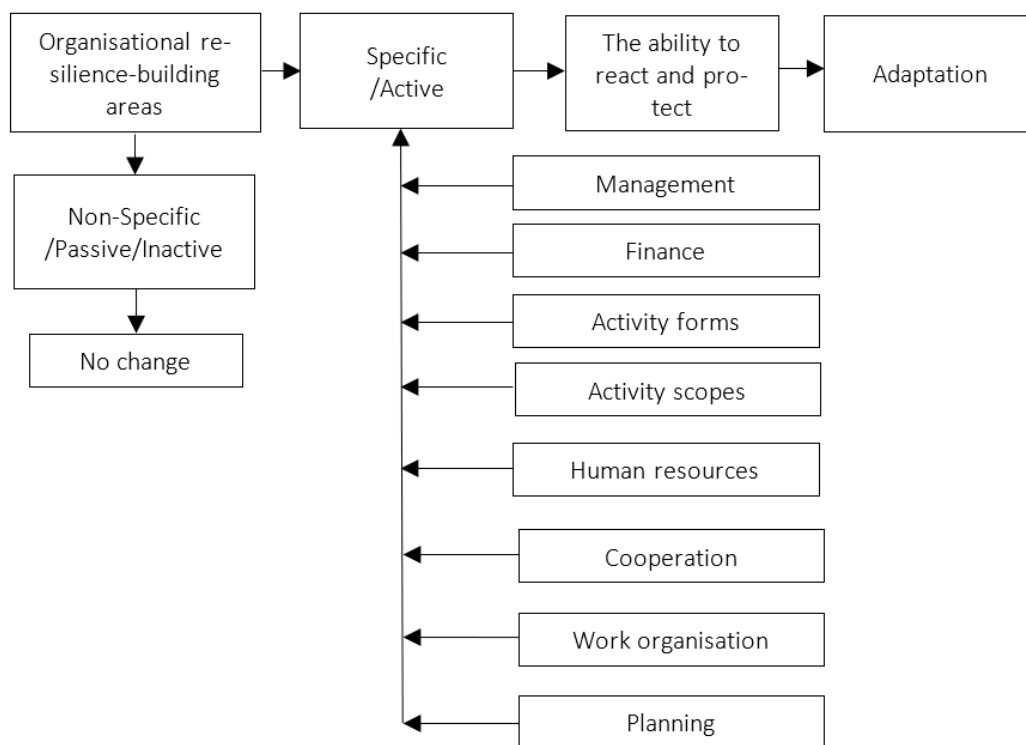 Organisational re-
silience-building
areas
Specific
/Active
The ability to
react and pro-
tect
Adaptation
Non-Specific
/Passive/Inactive
No change
Management
Finance
Activity forms
Activity scopes
Human resources
Cooperation
Work organisation
Planning